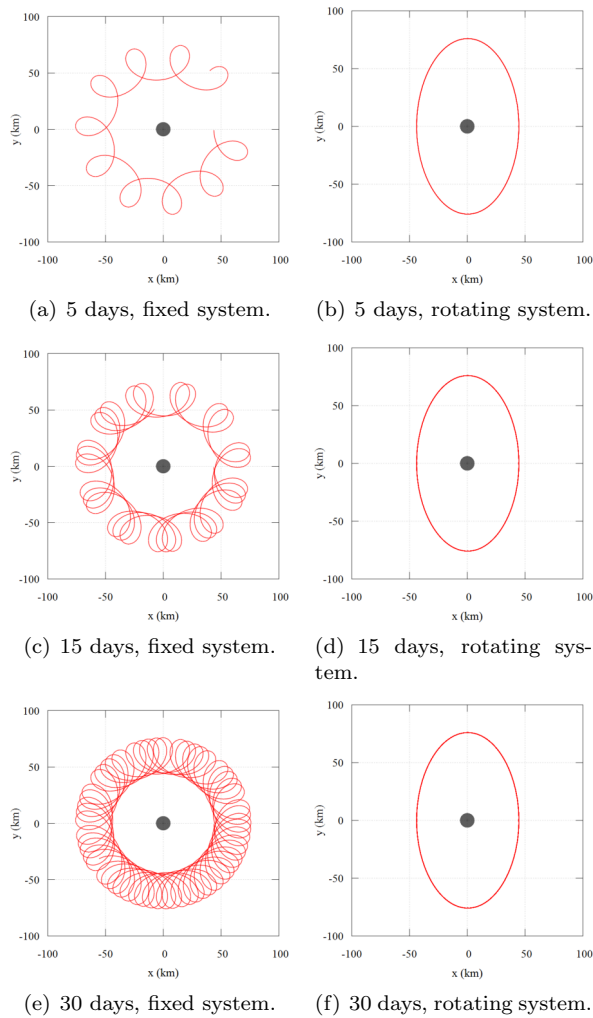 100
50
0
-50
-100
y (km)
-100 -50 0 50 100
x (km)
(a) 5 days, fixed system.
100
50
0
-50
-100
y (km)
-100 -50 0 50 100
x (km)
(b) 5 days, rotating system.
100
50
0
-50
-100
y (km)
-100 -50 0 50 100
x (km)
(c) 15 days, fixed system.
100
50
0
-50
-100
y (km)
-100 -50 0 50 100
x (km)
(d) 15 days, rotating sys-
tem.
100
50
0
-50
-100
y (km)
-100 -50 0 50 100
x (km)
(e) 30 days, fixed system.
100
50
0
-50
-100
y (km)
-100 -50 0 50 100
x (km)
(f) 30 days, rotating system.